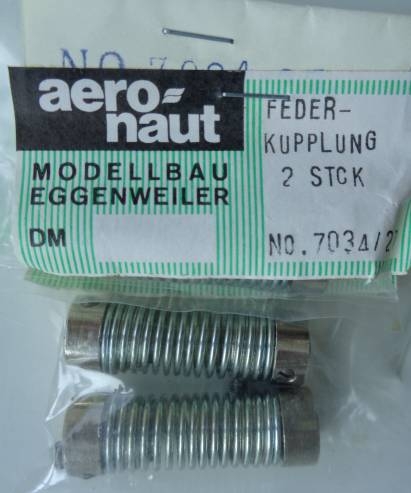 aero-
naut
MODELLBAU
EGGENWEILER
DM
FEDER-
KUPPLUNG
2 STCK
NO. 7034/2